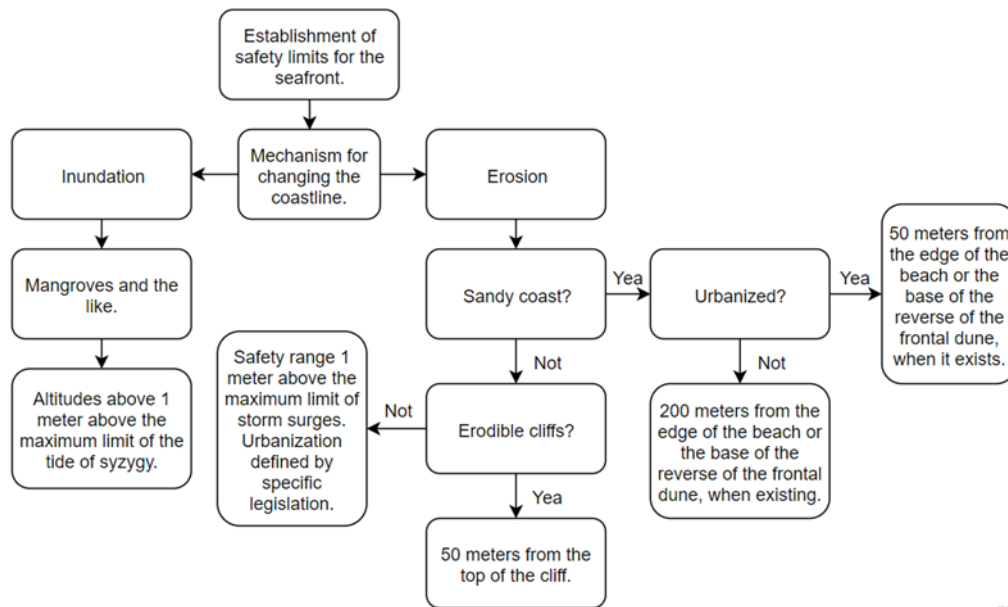 Establishment of
safety limits for the
seafront.
Mechanism for
changing the
coastline.
Inundation
Erosion
Mangroves and the
like.
Altitudes above 1
meter above the
maximum limit of the
tide of syzygy.
Sandy coast?
Yea
Urbanized?
Yea
50 meters from
the edge of the
beach or the
base of the
reverse of the
frontal dune,
when it exists.
Not
200 meters from the
edge of the beach or
the base of the
reverse of the frontal
dune, when existing.
Not
Erodible cliffs?
Not
Safety range 1
meter above the
maximum limit of
storm surges.
Urbanization
defined by
specific
legislation.
Yea
50 meters from the
top of the cliff.